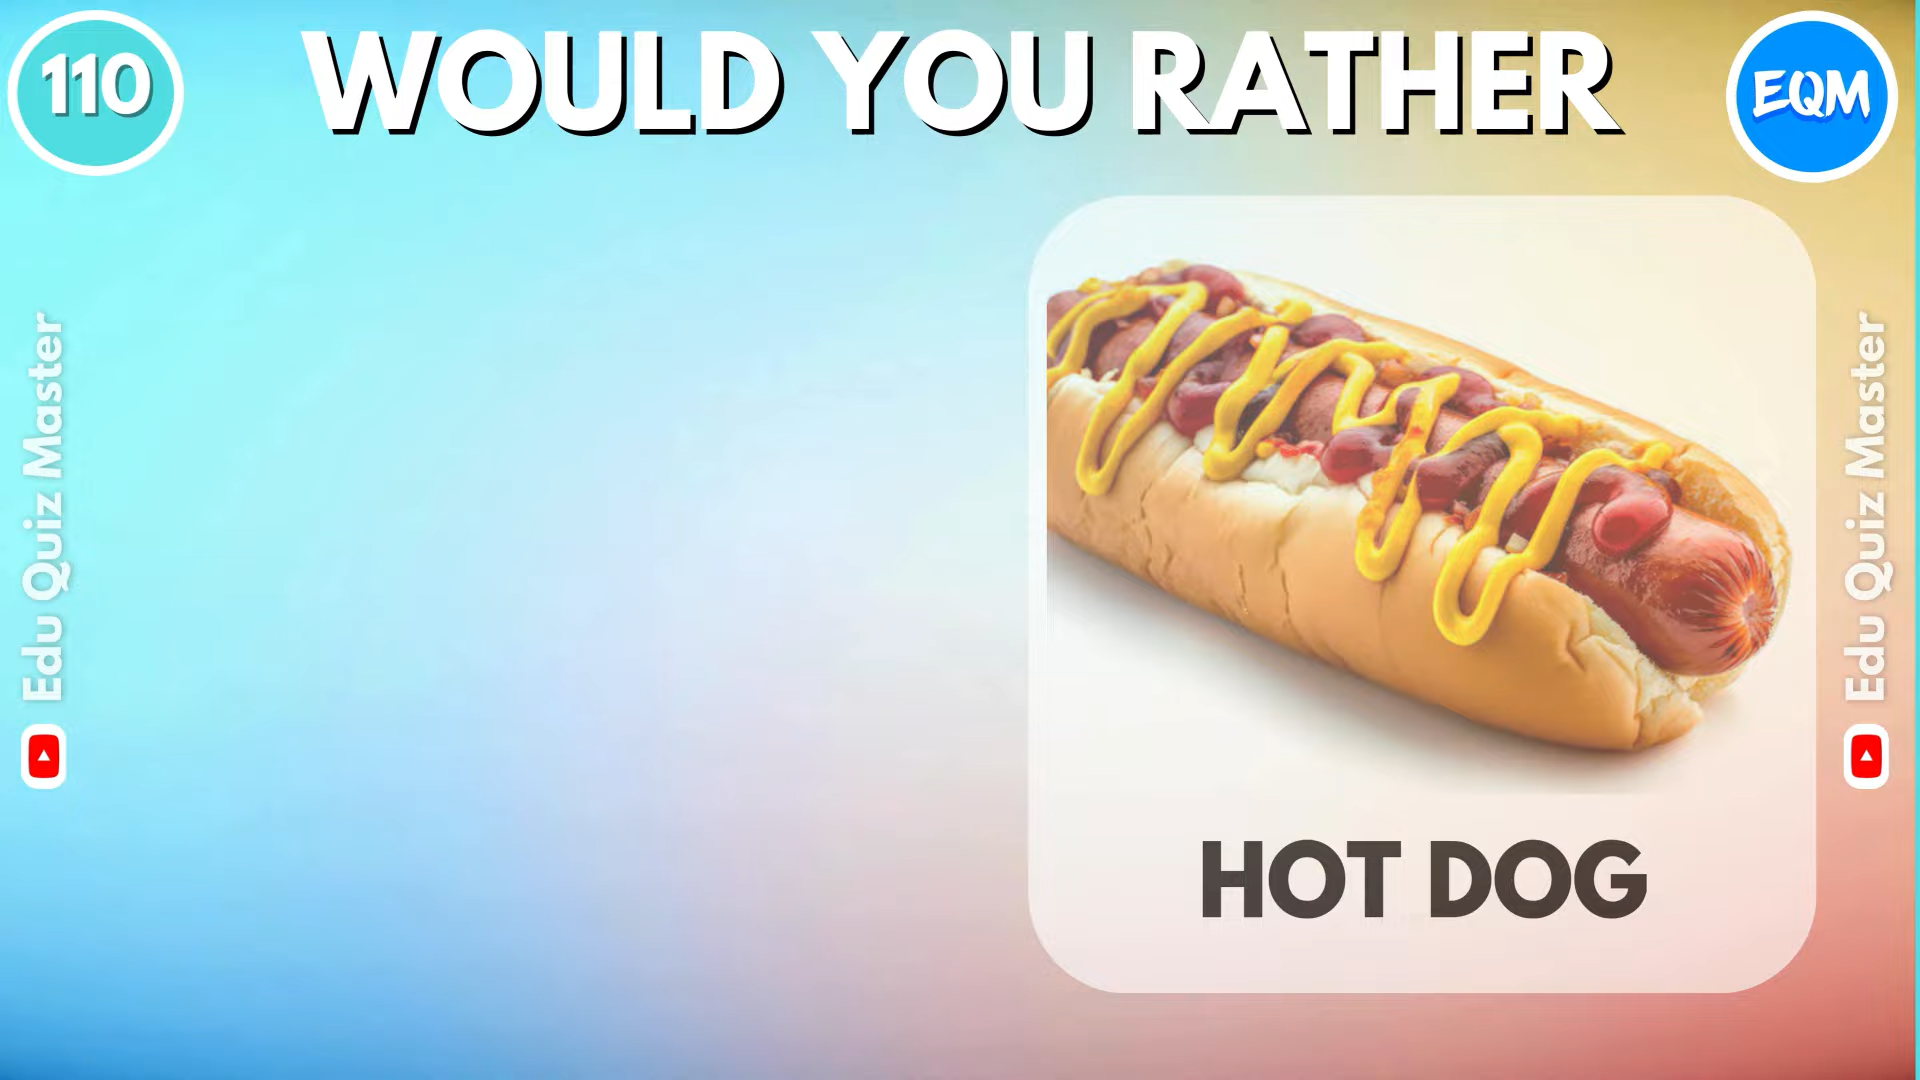 110
WOULD YOU RATHER
EQM
Edu Quiz Master
Edu Quiz Master
HOT DOG